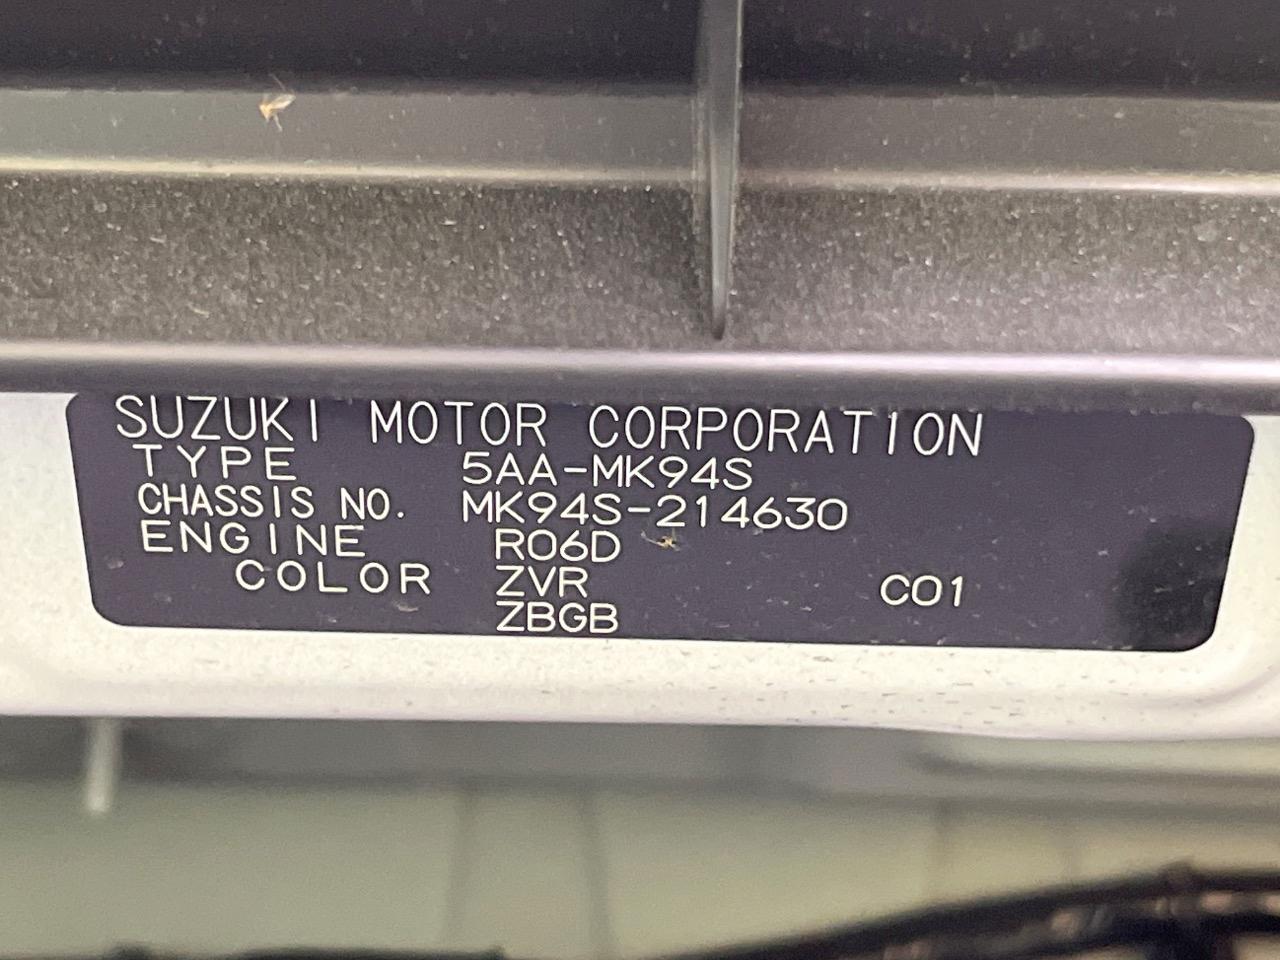 SUZUKI MOTOR CORPORATION
TYPE 5AA-MK94S
CHASSIS NO. MK94S-214630
ENGINE R06D
COLOR ZVR C01
ZBGB